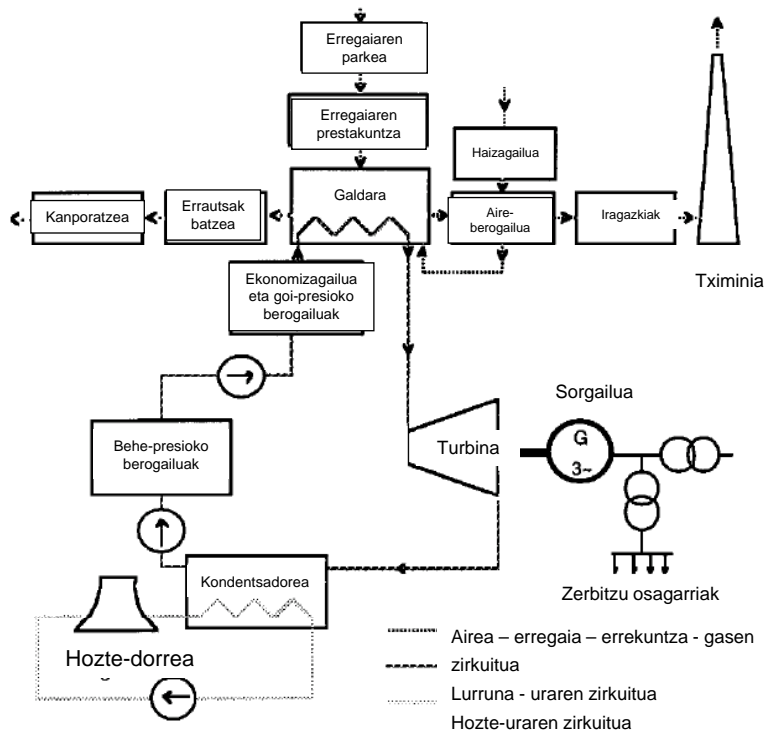 Erregaiaren
parkea
Erregaiaren
prestakuntza
Haizagailua
Kanporatzea
Errautsak
batzea
Galdara
Aire-
berogailua
Iragazkiak
Tximinia
Ekonomizagailua
eta goi-presioko
berogailuak
Behe-presioko
berogailuak
Turbina
Sorgailua
G
3~
Kondentsadorea
Zerbitzu osagarriak
Hozte-dorrea
Airea – erregaia – errekuntza - gasen
zirkuitua
Lurruna - uraren zirkuitua
Hozte-uraren zirkuitua